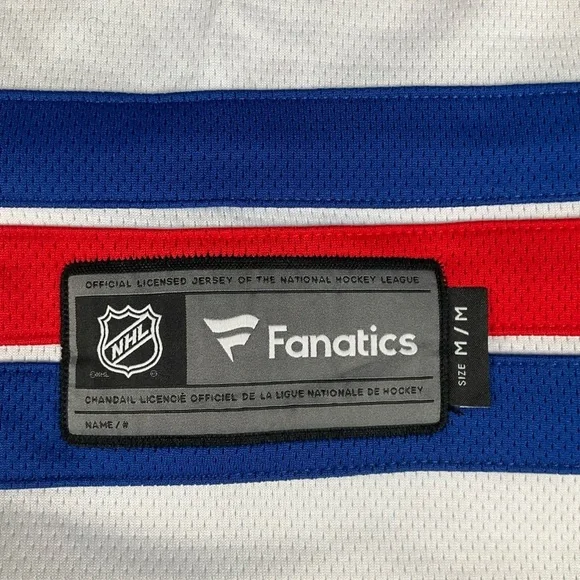 OFFICIAL LICENSED JERSEY OF THE NATIONAL HOCKEY LEAGUE
NHL
Fanatics
CHANDAIL LICENCIÉ OFFICIEL DE LA LIGUE NATIONALE DE HOCKEY
NAME / #
SIZE M / M